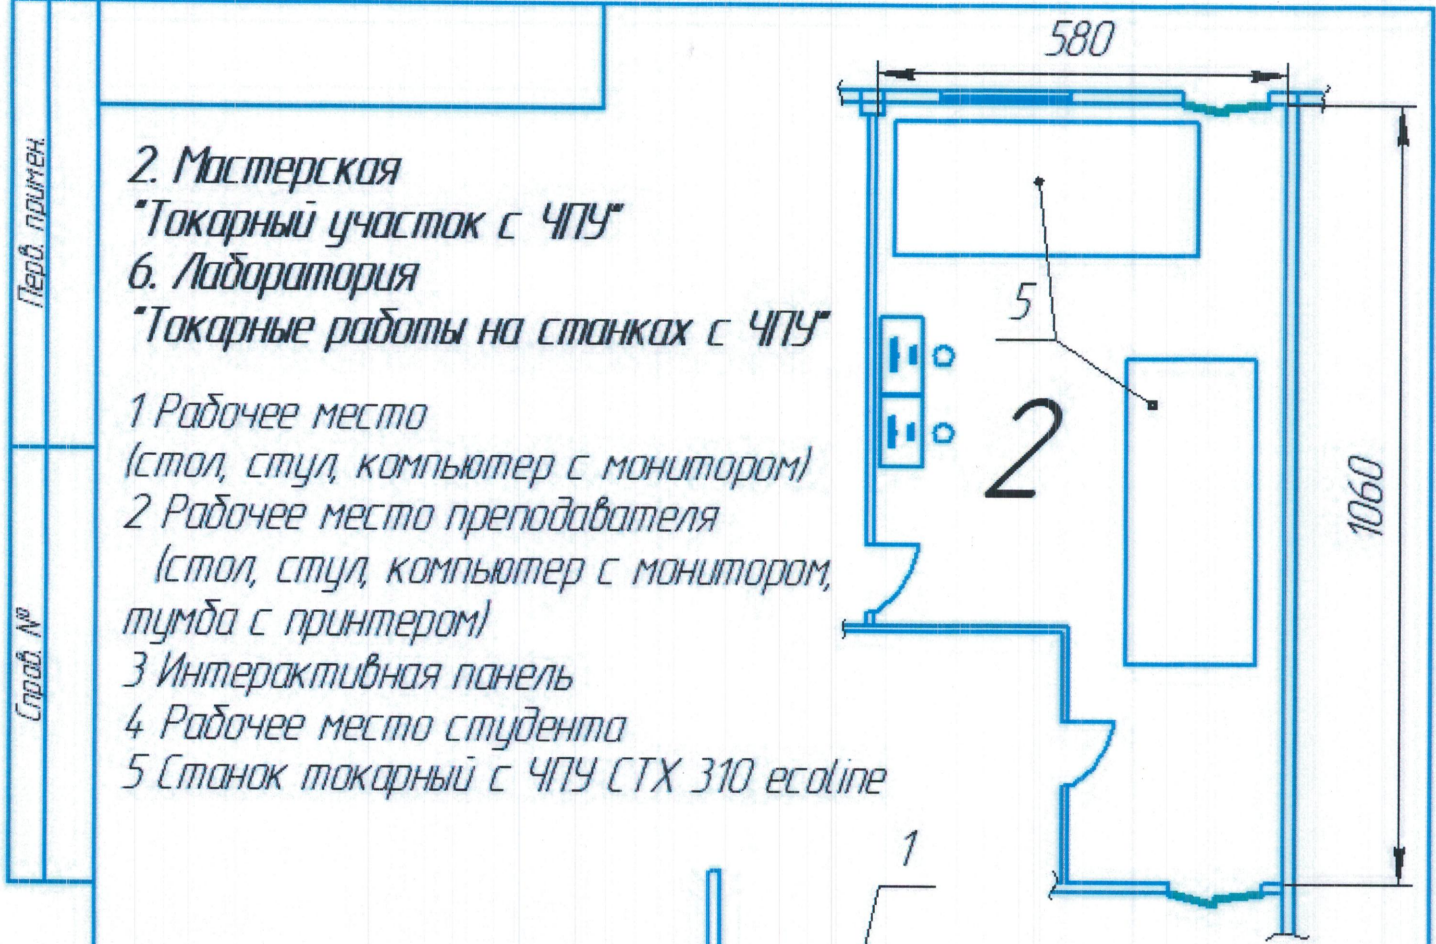 580
Перв. примен.
2. Мастерская
"Токарный участок с ЧПУ"
6. Лаборатория
"Токарные работы на станках с ЧПУ"
5
1 Рабочее место
(стол, стул, компьютер с монитором)
2
2 Рабочее место преподавателя
1060
(стол, стул, компьютер с монитором,
тумба с принтером)
Справ. №
3 Интерактивная панель
4 Рабочее место студента
5 Станок токарный с ЧПУ CTX 310 ecoline
1